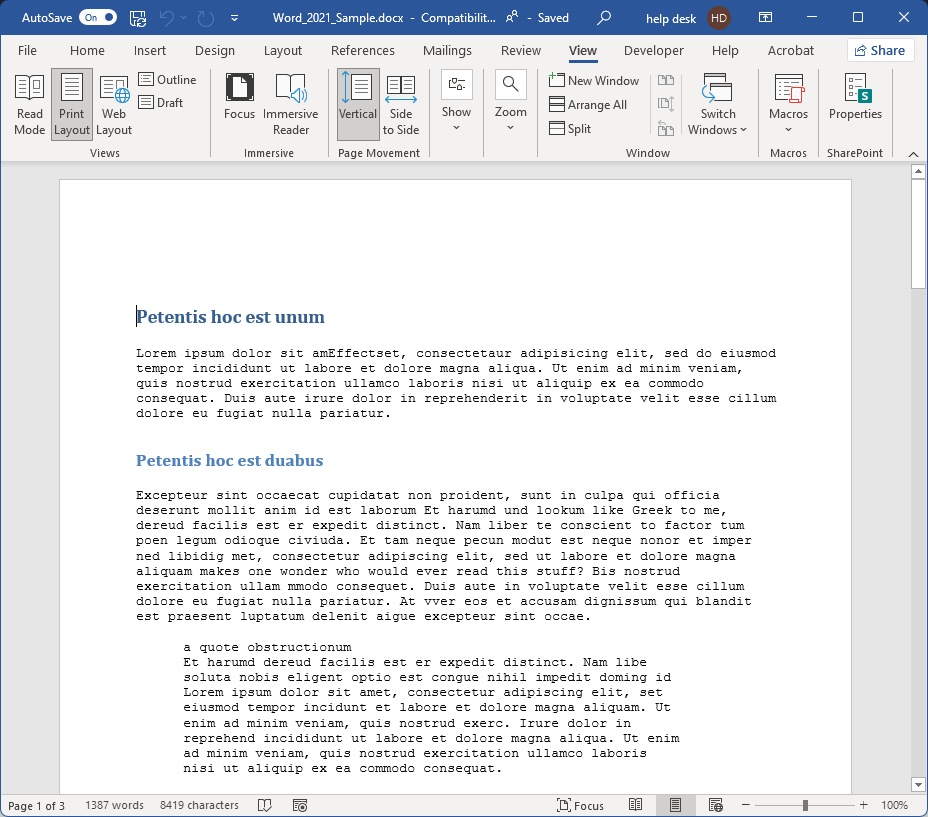 AutoSave On Word_2021_Sample.docx - Compatibilit... - Saved help desk HD
File Home Insert Design Layout References Mailings Review View Developer Help Acrobat Share
Read Mode
Print Layout
Web Layout
Outline
Draft
Views
Focus
Immersive Reader
Immersive
Vertical
Side to Side
Page Movement
Show
Zoom
New Window
Arrange All
Split
Switch Windows
Window
Macros
Macros
Properties
SharePoint
Petentis hoc est unum
Lorem ipsum dolor sit amEffectset, consectetaur adipisicing elit, sed do eiusmod
tempor incididunt ut labore et dolore magna aliqua. Ut enim ad minim veniam,
quis nostrud exercitation ullamco laboris nisi ut aliquip ex ea commodo
consequat. Duis aute irure dolor in reprehenderit in voluptate velit esse cillum
dolore eu fugiat nulla pariatur.
Petentis hoc est duabus
Excepteur sint occaecat cupidatat non proident, sunt in culpa qui officia
deserunt mollit anim id est laborum Et harumd und lookum like Greek to me,
dereud facilis est er expedit distinct. Nam liber te conscient to factor tum
poen legum odioque civiuda. Et tam neque pecun modut est neque nonor et imper
ned libidig met, consectetur adipiscing elit, sed ut labore et dolore magna
aliquam makes one wonder who would ever read this stuff? Bis nostrud
exercitation ullam mmodo consequet. Duis aute in voluptate velit esse cillum
dolore eu fugiat nulla pariatur. At vver eos et accusam dignissum qui blandit
est praesent luptatum delenit aigue excepteur sint occae.
a quote obstructionum
Et harumd dereud facilis est er expedit distinct. Nam libe
soluta nobis eligent optio est congue nihil impedit doming id
Lorem ipsum dolor sit amet, consectetur adipiscing elit, set
eiusmod tempor incidunt et labore et dolore magna aliquam. Ut
enim ad minim veniam, quis nostrud exerc. Irure dolor in
reprehend incididunt ut labore et dolore magna aliqua. Ut enim
ad minim veniam, quis nostrud exercitation ullamco laboris
nisi ut aliquip ex ea commodo consequat.
Page 1 of 3 1387 words 8419 characters Focus 100%